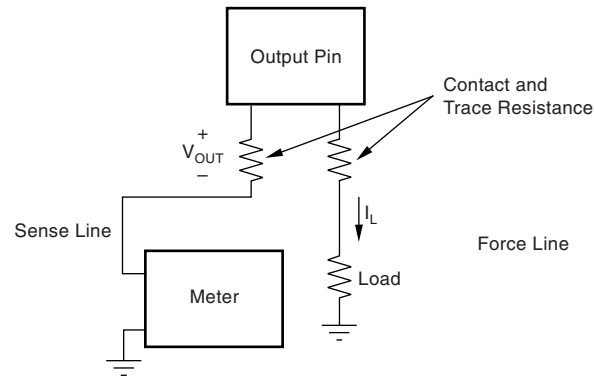 Output Pin
Contact and
Trace Resistance
+
VOUT
–
IL
Sense Line
Force Line
Load
Meter